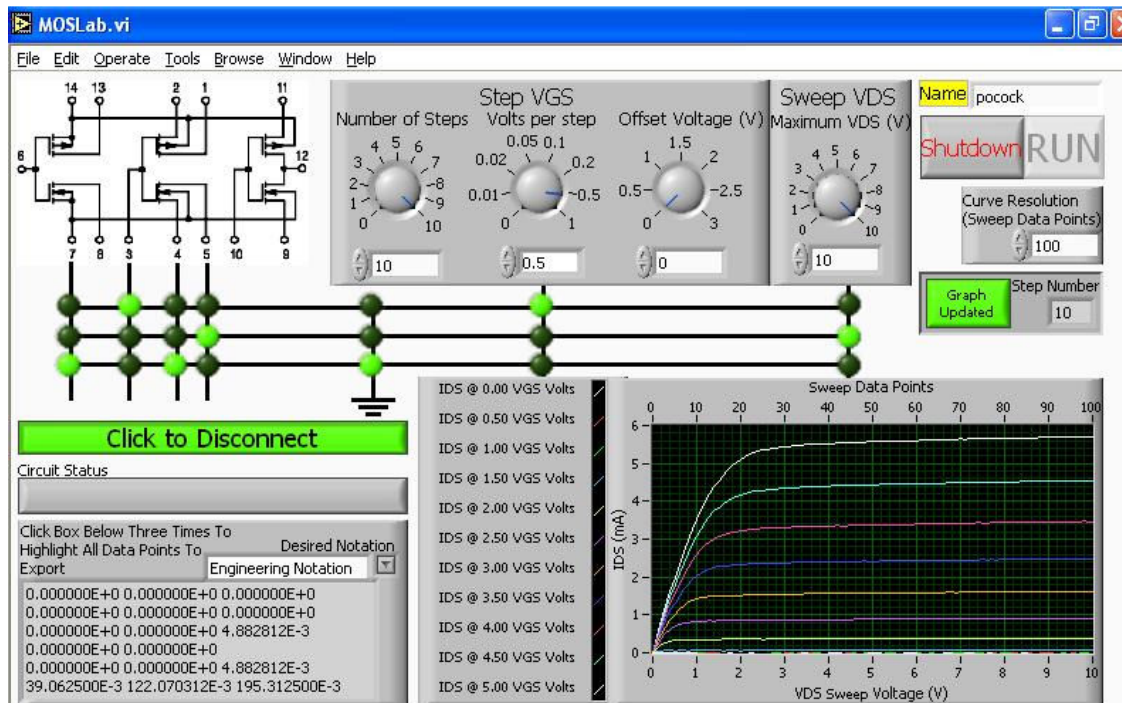 MOSLab.vi
File Edit Operate Tools Browse Window Help
14 13 2 1 11
6 12
7 8 3 4 5 10 9
Step VGS
Number of Steps Volts per step Offset Voltage (V)
0 1 2 3 4 5 6 7 8 9 10
0 0.01 0.02 0.05 0.1 0.2 0.5 1
0 0.5 1 1.5 2 2.5 3
10 0.5 0
Sweep VDS
Maximum VDS (V)
0 1 2 3 4 5 6 7 8 9 10
10
Name pocock
Shutdown RUN
Curve Resolution
(Sweep Data Points)
100
Graph
Updated
Step Number
10
Click to Disconnect
Circuit Status
Click Box Below Three Times To
Highlight All Data Points To
Export
Desired Notation
Engineering Notation
0.000000E+0 0.000000E+0 0.000000E+0
0.000000E+0 0.000000E+0 0.000000E+0
0.000000E+0 0.000000E+0 4.882812E-3
0.000000E+0 0.000000E+0
0.000000E+0 0.000000E+0 4.882812E-3
39.062500E-3 122.070312E-3 195.312500E-3
IDS @ 0.00 VGS Volts
IDS @ 0.50 VGS Volts
IDS @ 1.00 VGS Volts
IDS @ 1.50 VGS Volts
IDS @ 2.00 VGS Volts
IDS @ 2.50 VGS Volts
IDS @ 3.00 VGS Volts
IDS @ 3.50 VGS Volts
IDS @ 4.00 VGS Volts
IDS @ 4.50 VGS Volts
IDS @ 5.00 VGS Volts
Sweep Data Points
0 10 20 30 40 50 60 70 80 90 100
IDS (mA)
6
5
4
3
2
1
0
0 1 2 3 4 5 6 7 8 9 10
VDS Sweep Voltage (V)